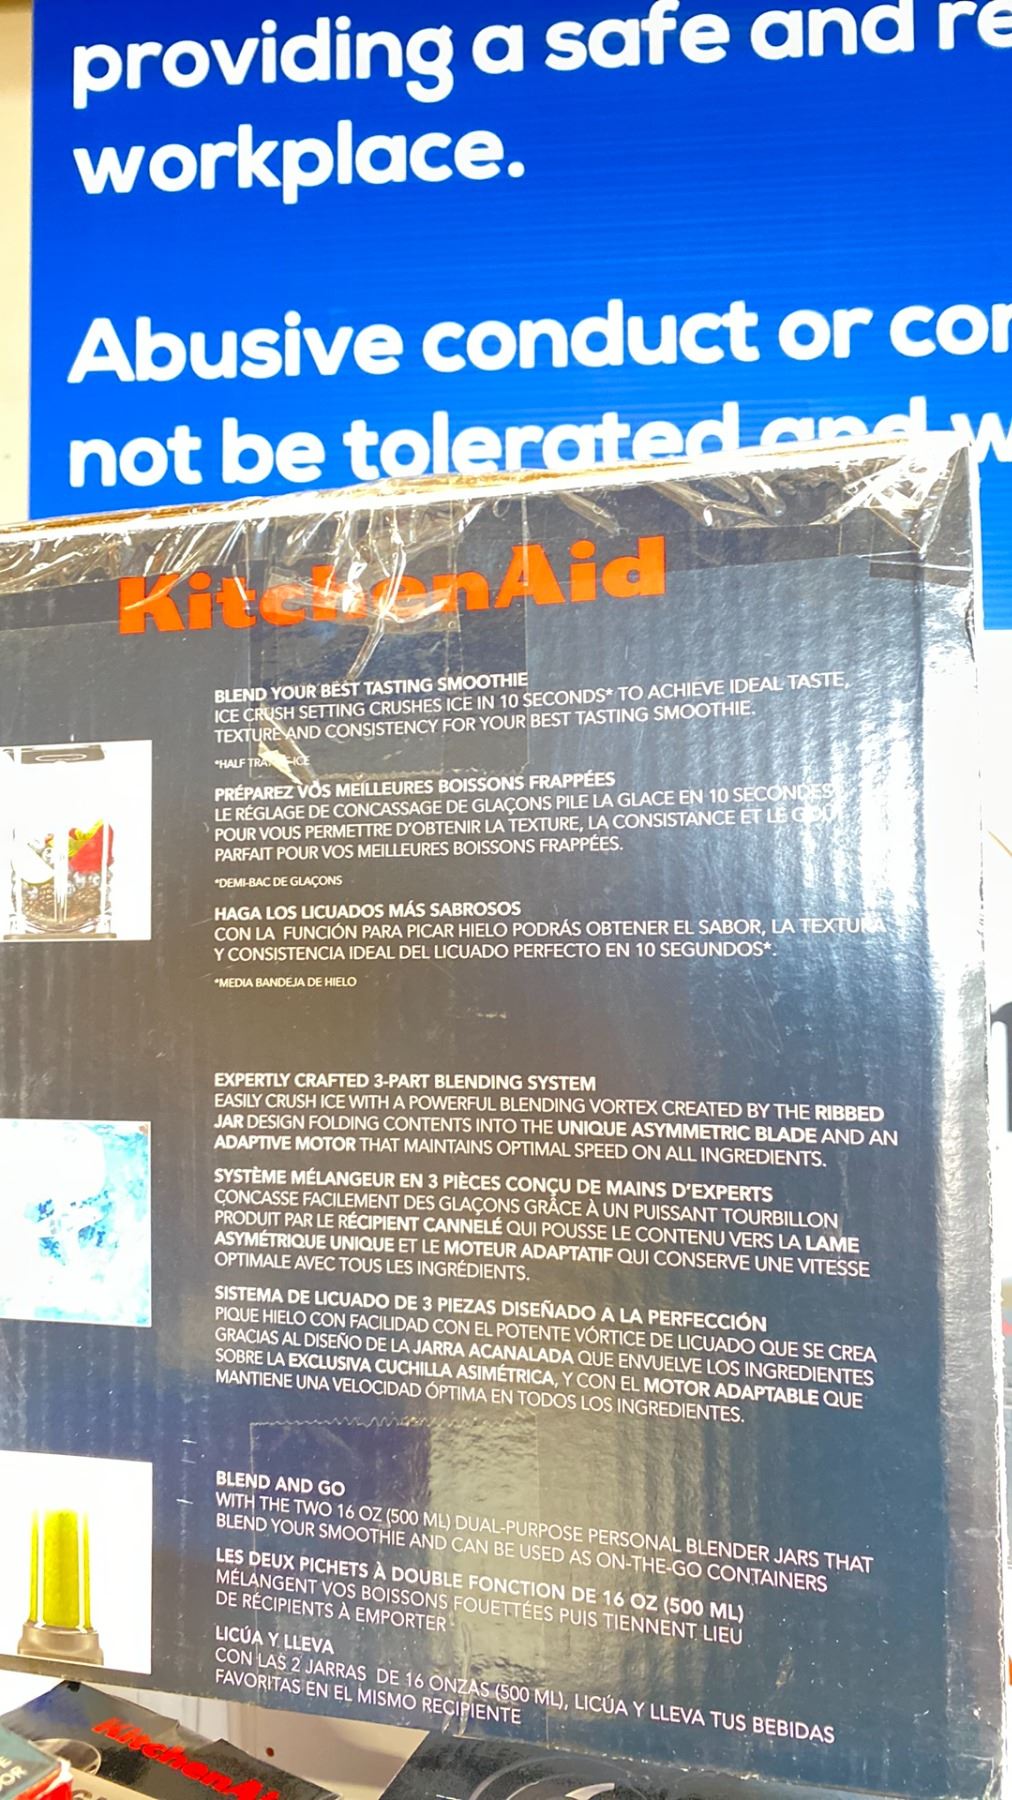 providing a safe and re
workplace.
Abusive conduct or cor
not be tolerated and w
KitchenAid
BLEND YOUR BEST TASTING SMOOTHIE
ICE CRUSH SETTING CRUSHES ICE IN 10 SECONDS* TO ACHIEVE IDEAL TASTE,
TEXTURE AND CONSISTENCY FOR YOUR BEST TASTING SMOOTHIE.
*HALF ICE
PRÉPAREZ VOS MEILLEURES BOISSONS FRAPPÉES
LE RÉGLAGE DE CONCASSAGE DE GLAÇONS PILE LA GLACE EN 10 SECONDES*
POUR VOUS PERMETTRE D'OBTENIR LA TEXTURE, LA CONSISTANCE ET LE GOÛT
PARFAIT POUR VOS MEILLEURES BOISSONS FRAPPÉES.
*DEMI-BAC DE GLAÇONS
HAGA LOS LICUADOS MÁS SABROSOS
CON LA FUNCIÓN PARA PICAR HIELO PODRÁS OBTENER EL SABOR, LA TEXTURA
Y CONSISTENCIA IDEAL DEL LICUADO PERFECTO EN 10 SEGUNDOS*.
*MEDIA BANDEJA DE HIELO
EXPERTLY CRAFTED 3-PART BLENDING SYSTEM
EASILY CRUSH ICE WITH A POWERFUL BLENDING VORTEX CREATED BY THE RIBBED
JAR DESIGN FOLDING CONTENTS INTO THE UNIQUE ASYMMETRIC BLADE AND AN
ADAPTIVE MOTOR THAT MAINTAINS OPTIMAL SPEED ON ALL INGREDIENTS.
SYSTÈME MÉLANGEUR EN 3 PIÈCES CONÇU DE MAINS D'EXPERTS
CONCASSE FACILEMENT DES GLAÇONS GRÂCE À UN PUISSANT TOURBILLON
PRODUIT PAR LE RÉCIPIENT CANNELÉ QUI POUSSE LE CONTENU VERS LA LAME
ASYMÉTRIQUE UNIQUE ET LE MOTEUR ADAPTATIF QUI CONSERVE UNE VITESSE
OPTIMALE AVEC TOUS LES INGRÉDIENTS.
SISTEMA DE LICUADO DE 3 PIEZAS DISEÑADO A LA PERFECCIÓN
PIQUE HIELO CON FACILIDAD CON EL POTENTE VÓRTICE DE LICUADO QUE SE CREA
GRACIAS AL DISEÑO DE LA JARRA ACANALADA QUE ENVUELVE LOS INGREDIENTES
SOBRE LA EXCLUSIVA CUCHILLA ASIMÉTRICA, Y CON EL MOTOR ADAPTABLE QUE
MANTIENE UNA VELOCIDAD ÓPTIMA EN TODOS LOS INGREDIENTES.
BLEND AND GO
WITH THE TWO 16 OZ (500 ML) DUAL-PURPOSE PERSONAL BLENDER JARS THAT
BLEND YOUR SMOOTHIE AND CAN BE USED AS ON-THE-GO CONTAINERS
LES DEUX PICHETS À DOUBLE FONCTION DE 16 OZ (500 ML)
MÉLANGENT VOS BOISSONS FOUETTÉES PUIS TIENNENT LIEU
DE RÉCIPIENTS À EMPORTER
LICÚA Y LLEVA
CON LAS 2 JARRAS DE 16 ONZAS (500 ML), LICÚA Y LLEVA TUS BEBIDAS
FAVORITAS EN EL MISMO RECIPIENTE
KitchenA